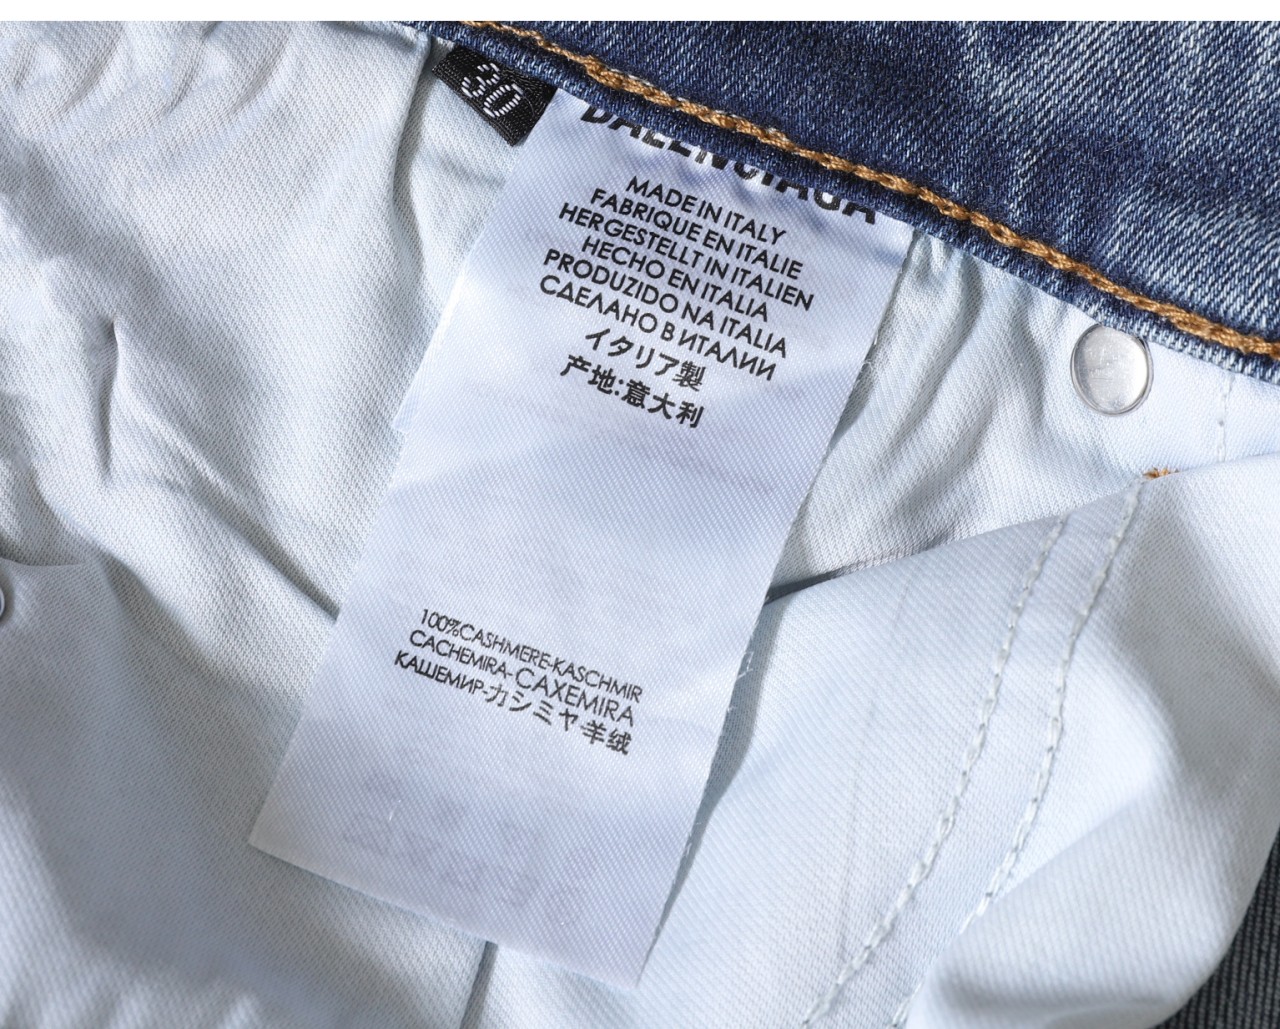 30
BALENCIAGA
MADE IN ITALY
FABRIQUE EN ITALIE
HERGESTELLT IN ITALIEN
HECHO EN ITALIA
PRODUZIDO NA ITALIA
СДЕЛАНО В ИТАЛИИ
イタリア製
产地:意大利
100%CASHMERE-KASCHMIR
CACHEMIRA-CAXEMIRA
КАШЕМИР-カシミヤ-羊绒